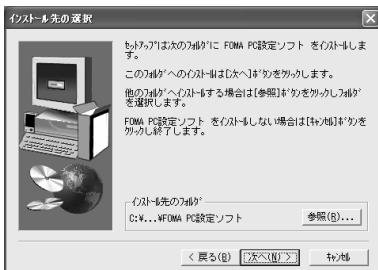 インストール先の選択
セットアップは次のフォルダに FOMA PC設定ソフト をインストールしま
す。
このフォルダへのインストールは[次へ]ボタンをクリックします。
他のフォルダへインストールする場合は[参照]ボタンをクリックしフォルダ
を選択します。
FOMA PC設定ソフト をインストールしない場合は[キャンセル]ボタンを
クリックし終了します。
インストール先のフォルダ
C:¥...¥FOMA PC設定ソフト
参照(R)...
< 戻る(B)
次へ(N) >
キャンセル